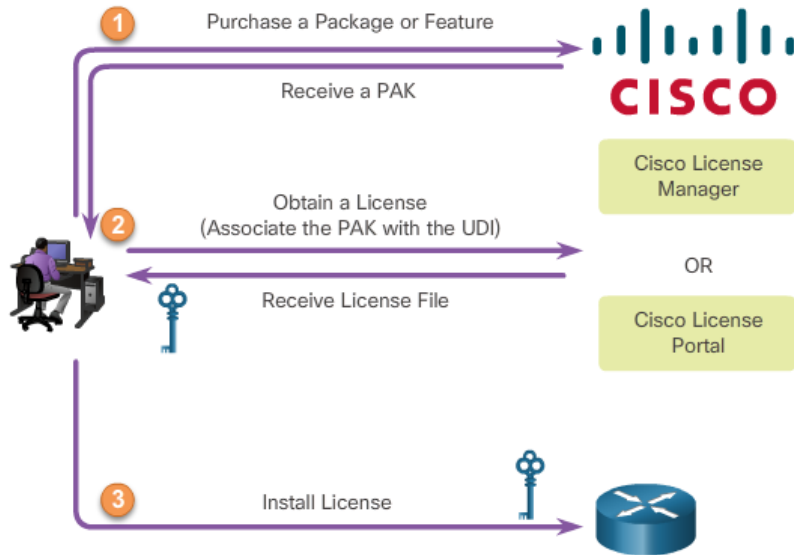 1
Purchase a Package or Feature
Receive a PAK
CISCO
Cisco License
Manager
2
Obtain a License
(Associate the PAK with the UDI)
Receive License File
OR
Cisco License
Portal
3
Install License